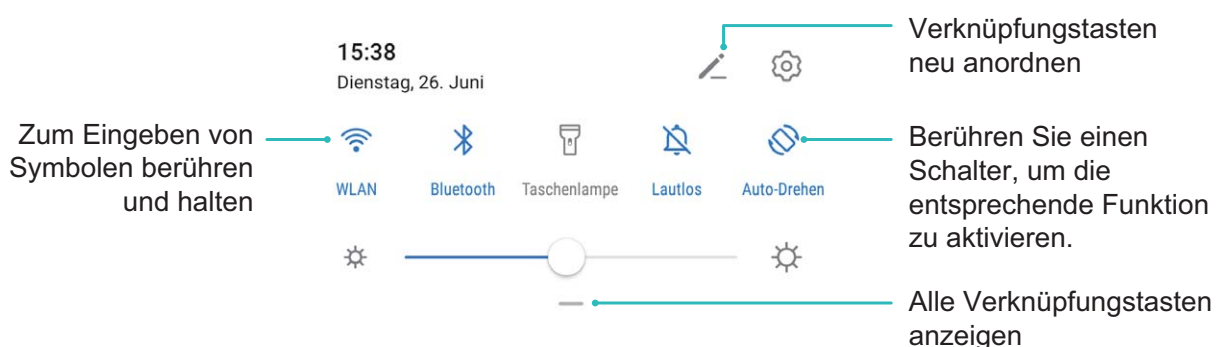 15:38
Dienstag, 26. Juni
Verknüpfungstasten
neu anordnen
Zum Eingeben von
Symbolen berühren
und halten
WLAN Bluetooth Taschenlampe Lautlos Auto-Drehen
Berühren Sie einen
Schalter, um die
entsprechende Funktion
zu aktivieren.
Alle Verknüpfungstasten
anzeigen